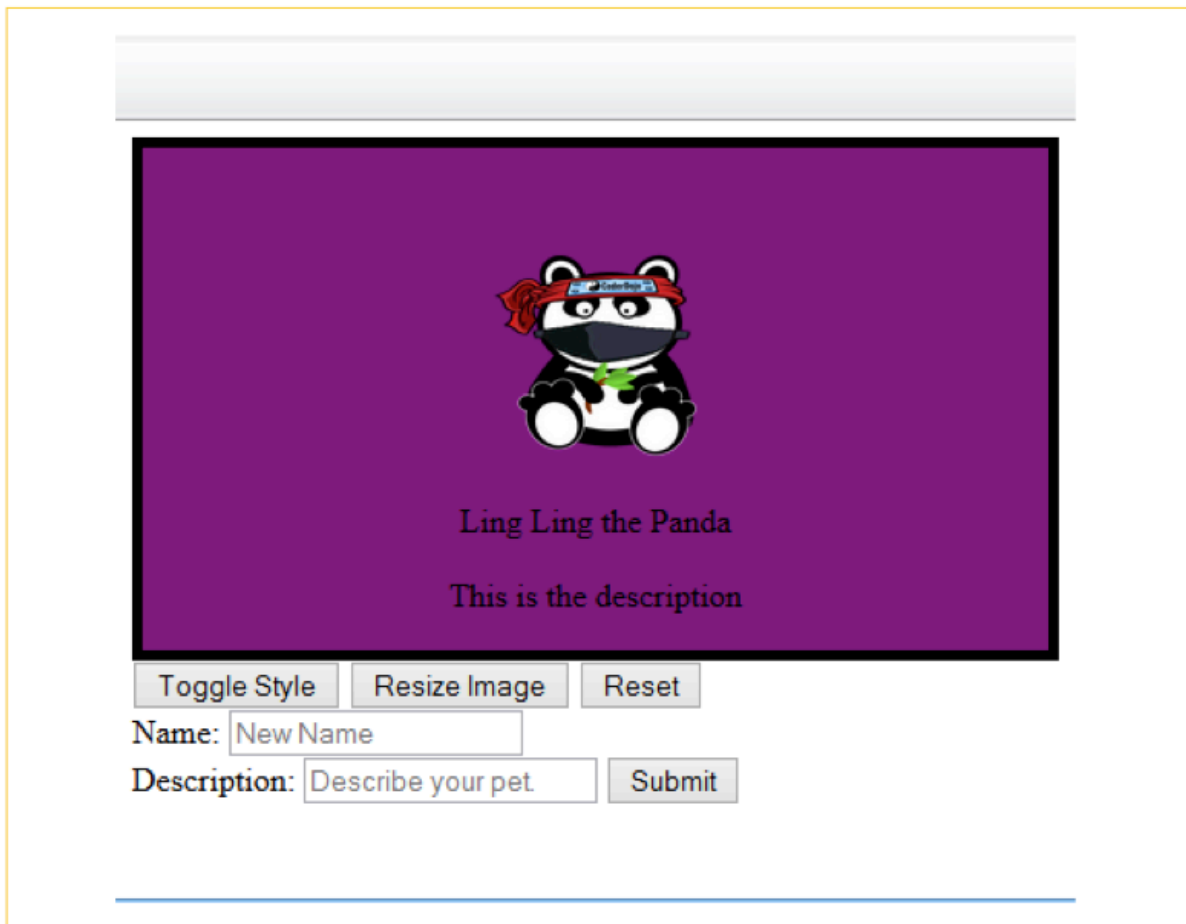 CoderDojo
Ling Ling the Panda
This is the description
Toggle Style Resize Image Reset
Name: New Name
Description: Describe your pet.
Submit